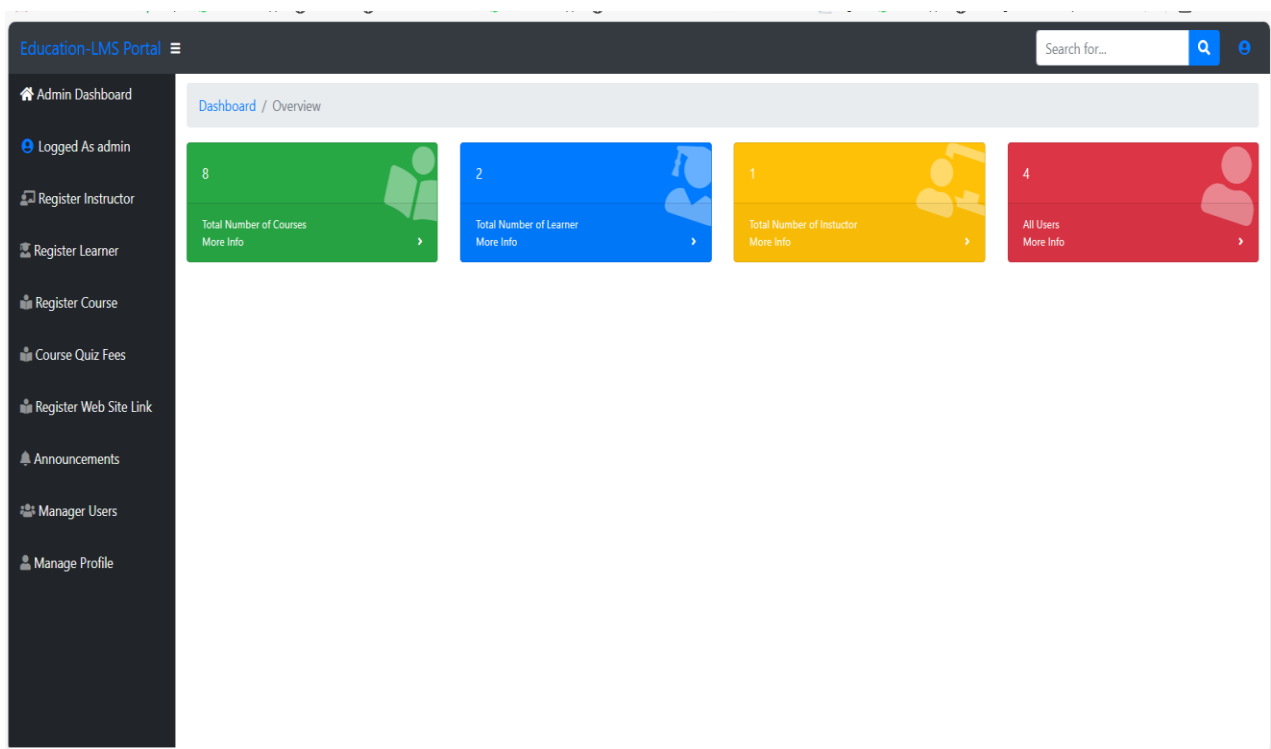 Education-LMS Portal
Search for...
Admin Dashboard
Logged As admin
Register Instructor
Register Learner
Register Course
Course Quiz Fees
Register Web Site Link
Announcements
Manager Users
Manage Profile
Dashboard / Overview
8
Total Number of Courses
More Info
2
Total Number of Learner
More Info
1
Total Number of Instuctor
More Info
4
All Users
More Info